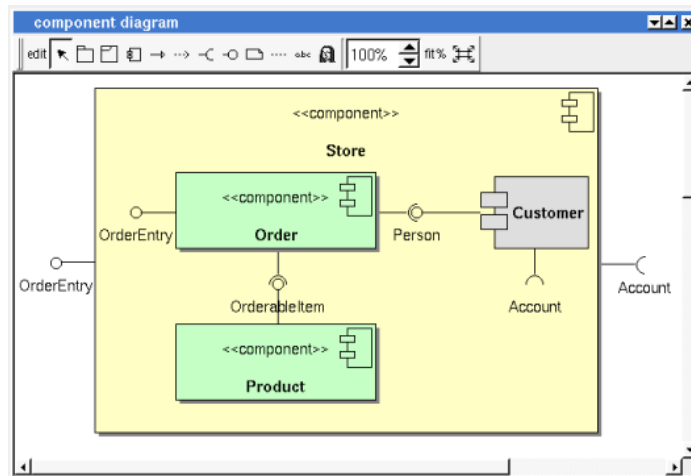 component diagram
edit
abc
100%
fit%
<<component>>
Store
<<component>>
Order
OrderEntry
Person
Customer
OrderEntry
Account
Account
OrderableItem
<<component>>
Product